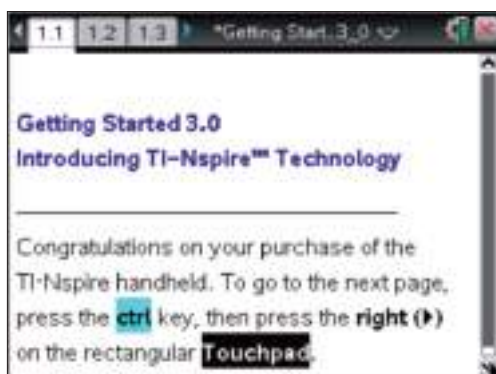 1.1 1.2 1.3 *Getting Start..3_0
Getting Started 3.0
Introducing TI-Nspire™ Technology
Congratulations on your purchase of the
TI-Nspire handheld. To go to the next page,
press the ctrl key, then press the right (▶)
on the rectangular Touchpad.